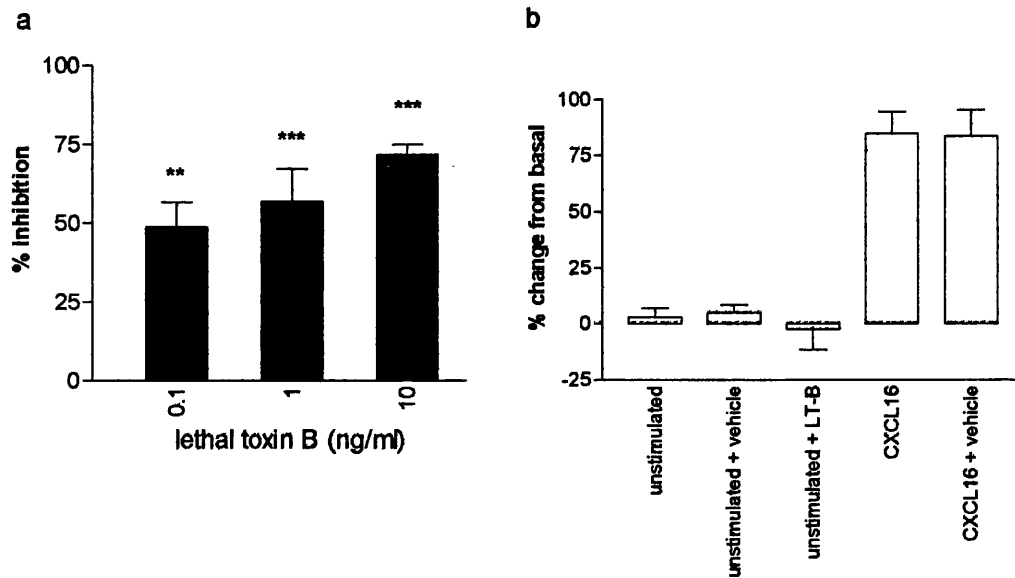 a
100
75
50
25
0
% Inhibition
**
***
***
0.1
1
10
lethal toxin B (ng/ml)
b
100
75
50
25
0
-25
% change from basal
unstimulated
unstimulated + vehicle
unstimulated + LT-B
CXCL16
CXCL16 + vehicle